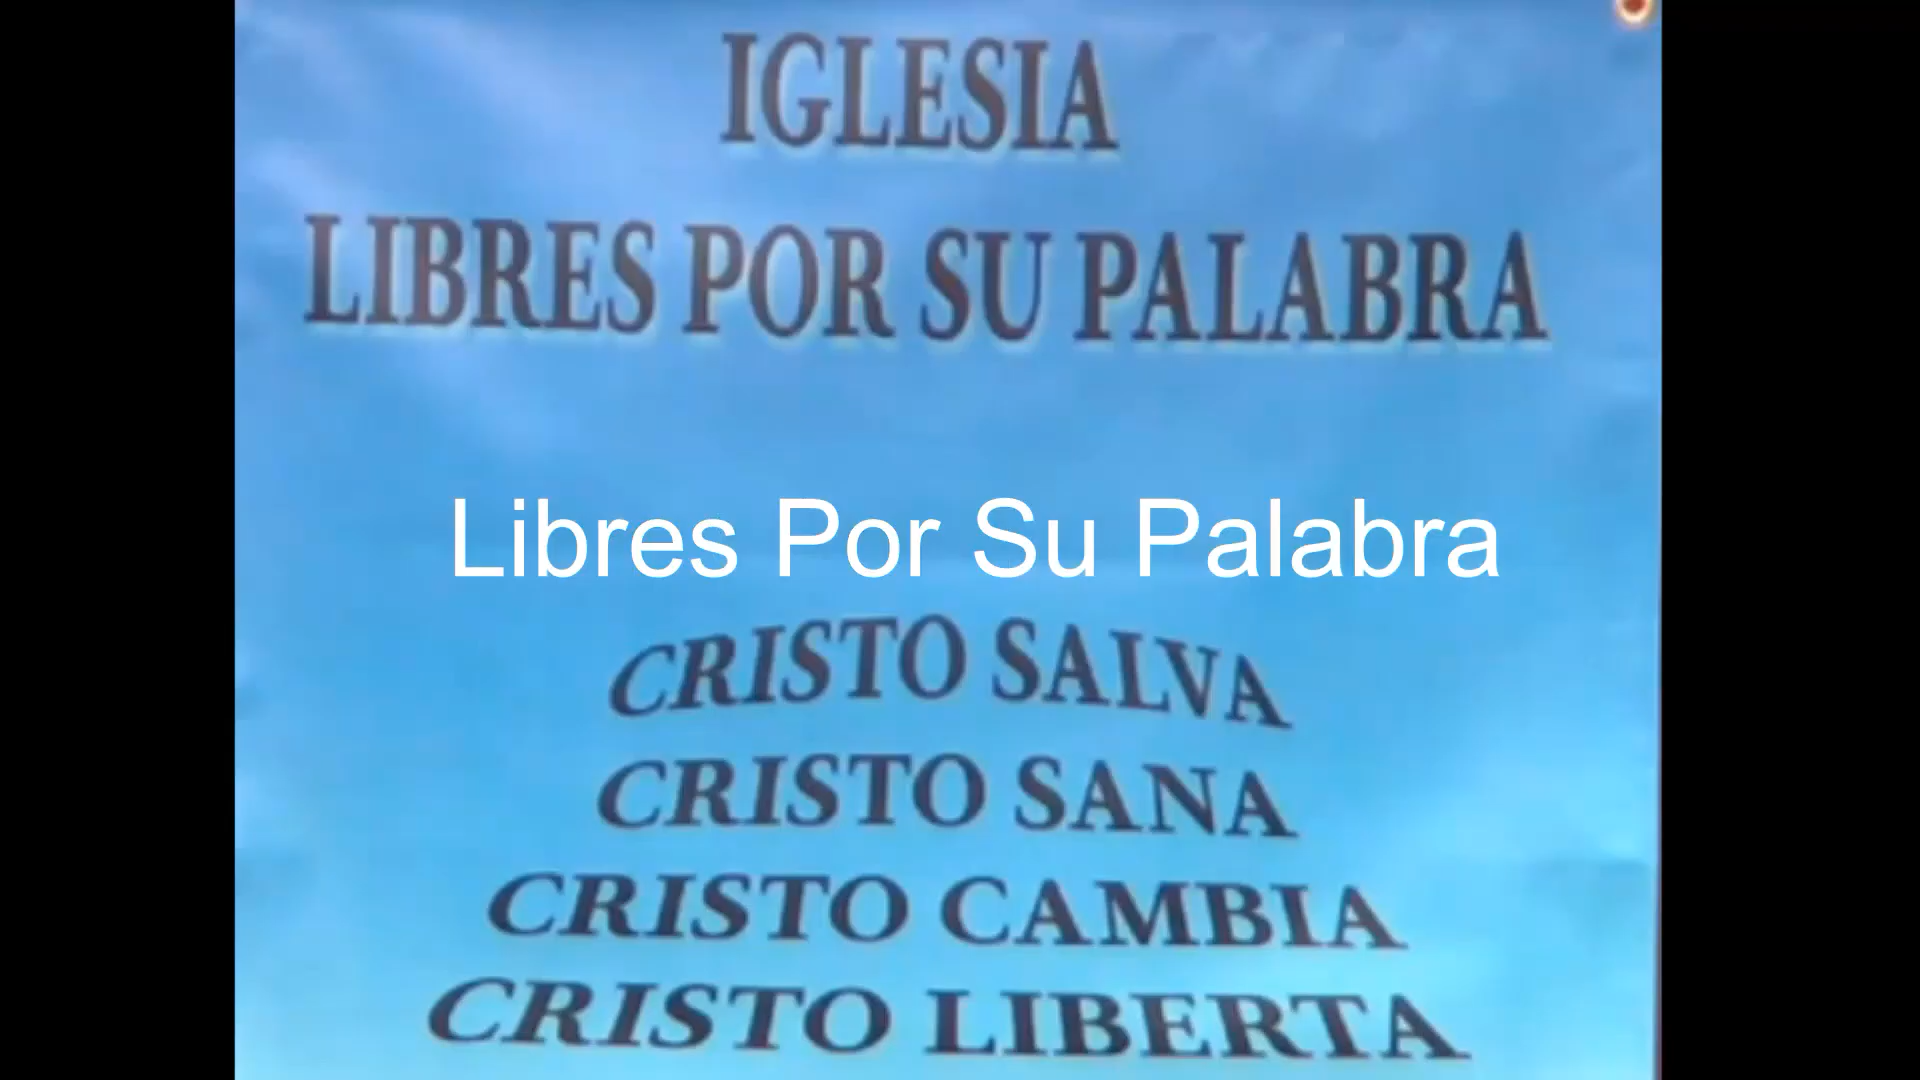 IGLESIA
LIBRES POR SU PALABRA
Libres Por Su Palabra
CRISTO SALVA
CRISTO SANA
CRISTO CAMBIA
CRISTO LIBERTA